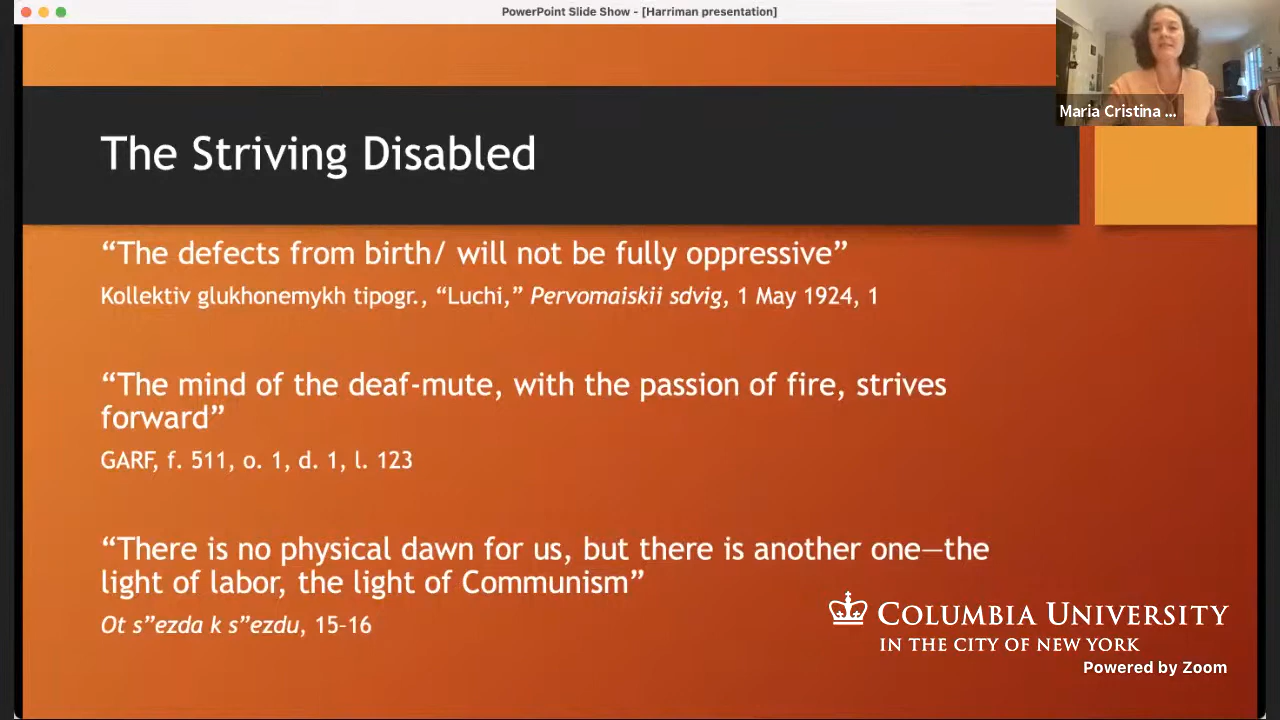 PowerPoint Slide Show - [Harriman presentation]
Maria Cristina ...
The Striving Disabled
“The defects from birth/ will not be fully oppressive”
Kollektiv glukhonemykh tipogr., “Luchi,” Pervomaiskii sdvig, 1 May 1924, 1
“The mind of the deaf-mute, with the passion of fire, strives
forward”
GARF, f. 511, o. 1, d. 1, l. 123
“There is no physical dawn for us, but there is another one—the
light of labor, the light of Communism”
Ot s”ezda k s”ezdu, 15–16
COLUMBIA UNIVERSITY
IN THE CITY OF NEW YORK
Powered by Zoom